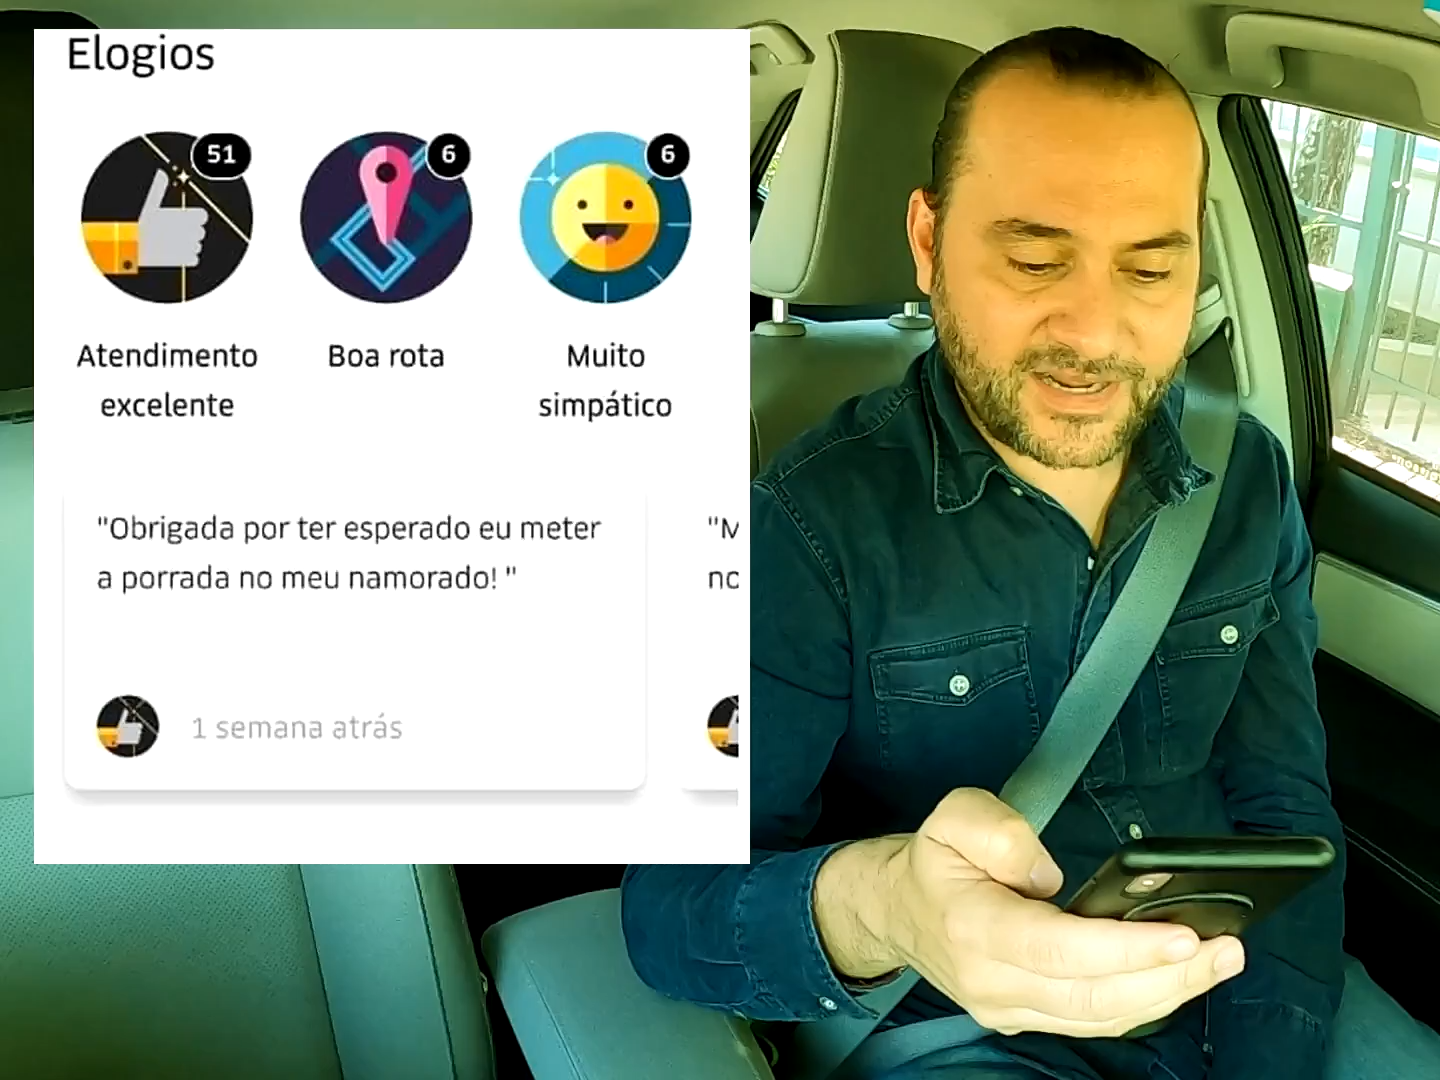 Elogios
51
6
6
Atendimento excelente
Boa rota
Muito simpático
"Obrigada por ter esperado eu meter
a porrada no meu namorado! "
1 semana atrás
"M
no